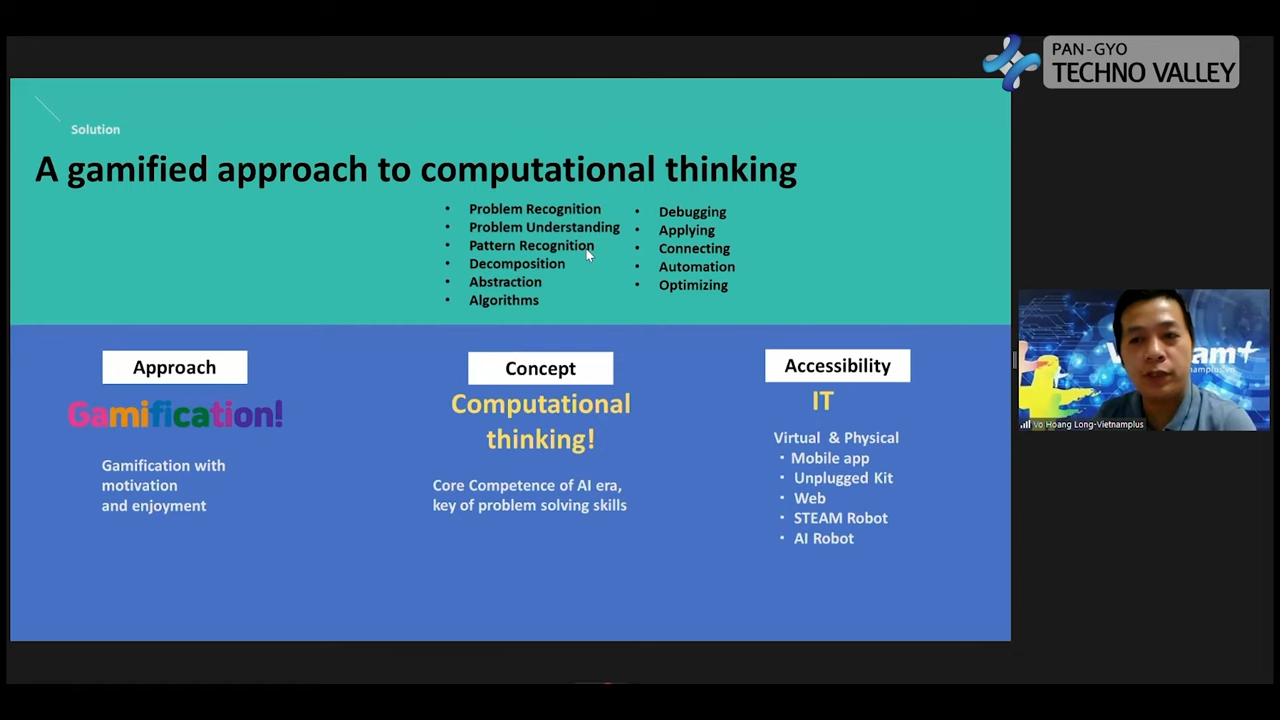 PAN-GYO
TECHNO VALLEY
Solution
A gamified approach to computational thinking
• Problem Recognition
• Problem Understanding
• Pattern Recognition
• Decomposition
• Abstraction
• Algorithms
• Debugging
• Applying
• Connecting
• Automation
• Optimizing
Approach
Gamification!
Gamification with
motivation
and enjoyment
Concept
Computational
thinking!
Core Competence of AI era,
key of problem solving skills
Accessibility
IT
Virtual & Physical
· Mobile app
· Unplugged Kit
· Web
· STEAM Robot
· AI Robot
Vo Hoang Long-Vietnamplus